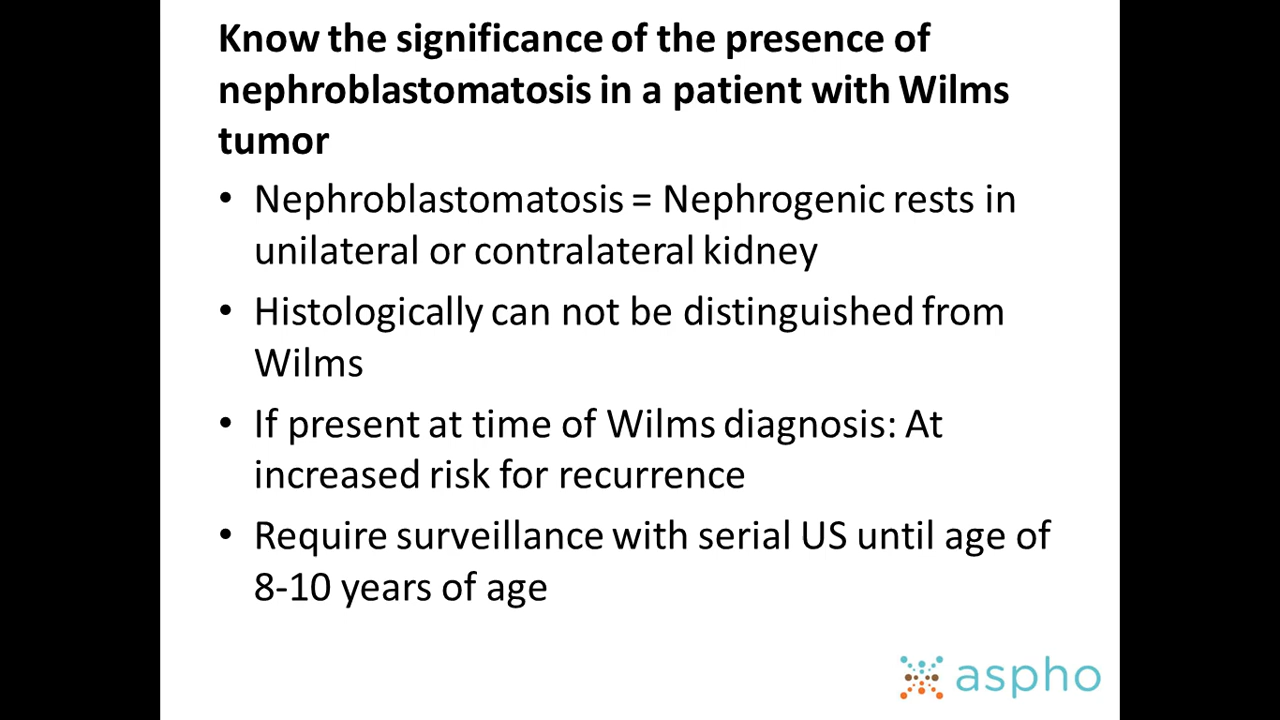 Know the significance of the presence of
nephroblastomatosis in a patient with Wilms
tumor
• Nephroblastomatosis = Nephrogenic rests in
unilateral or contralateral kidney
• Histologically can not be distinguished from
Wilms
• If present at time of Wilms diagnosis: At
increased risk for recurrence
• Require surveillance with serial US until age of
8-10 years of age
aspho